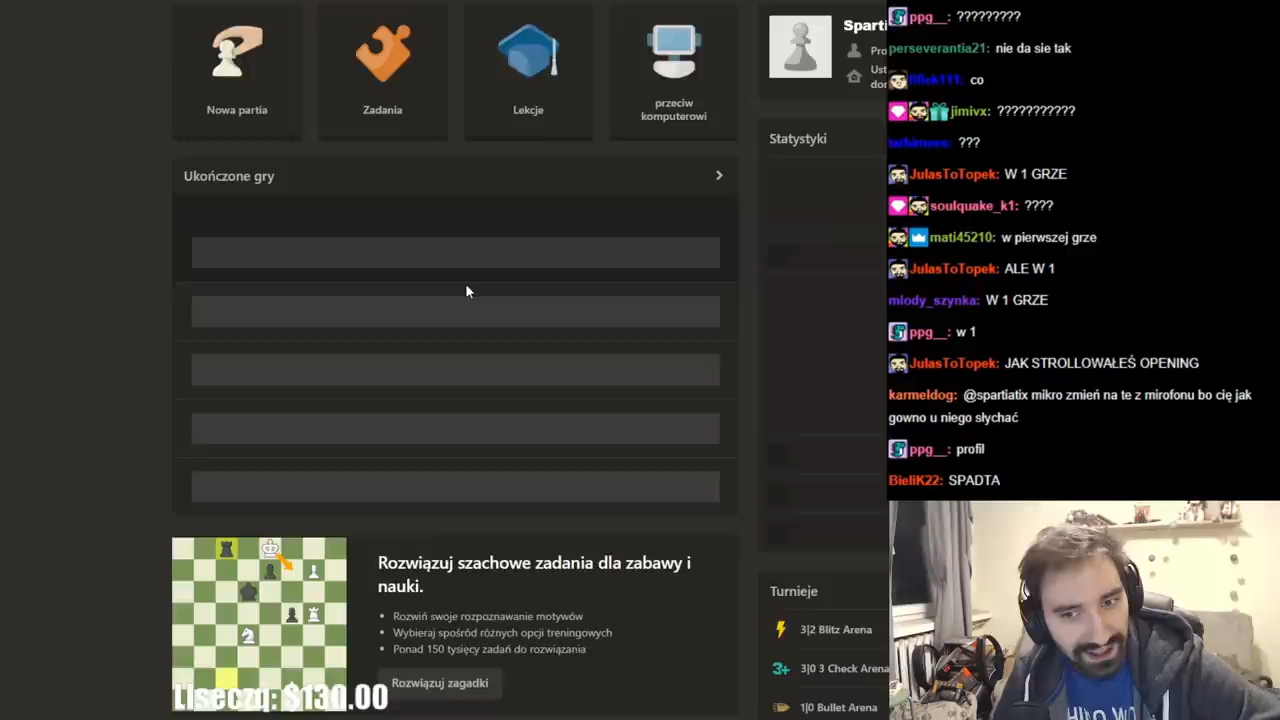 Nowa partia
Zadania
Lekcje
przeciw
komputerowi
Ukończone gry
Rozwiązuj szachowe zadania dla zabawy i
nauki.
Rozwiń swoje rozpoznawanie motywów
Wybieraj spośród różnych opcji treningowych
Ponad 150 tysięcy zadań do rozwiązania
Rozwiązuj zagadki
Liseczq: $130.00
Sparti
Pro
Ust
dor
Statystyki
Turnieje
3|2 Blitz Arena
3+ 3|0 3 Check Arena
1|0 Bullet Arena
ppg__: ?????????
perseverantia21: nie da sie tak
co
jimivx: ???????????
???
JulasToTopek: W 1 GRZE
soulquake_k1: ????
mati45210: w pierwszej grze
JulasToTopek: ALE W 1
mlody_szynka: W 1 GRZE
ppg__: w 1
JulasToTopek: JAK STROLLOWAŁEŚ OPENING
karmeldog: @spartiatix mikro zmień na te z mirofonu bo cię jak
gowno u niego słychać
ppg__: profil
BieliK22: SPADTA